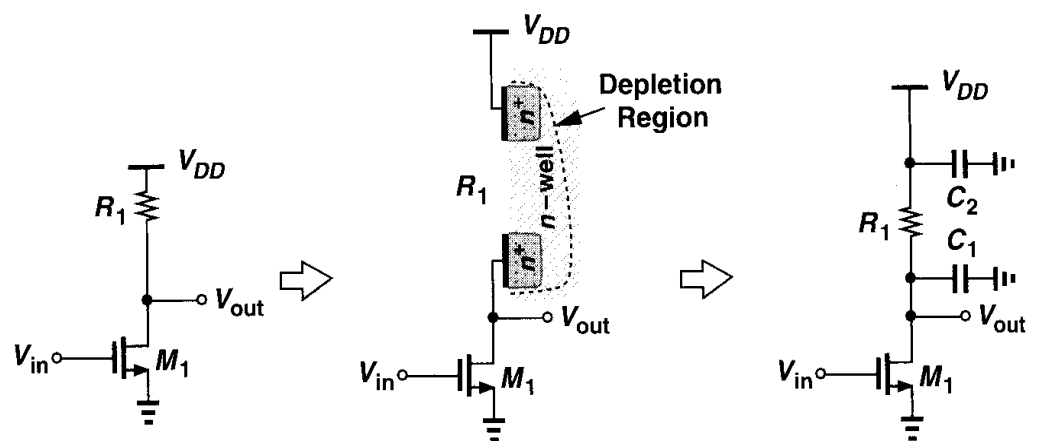 V_DD
R_1
V_out
V_in
M_1
V_DD
Depletion
Region
n^+
R_1
n-well
n^+
V_out
V_in
M_1
V_DD
C_2
R_1
C_1
V_out
V_in
M_1